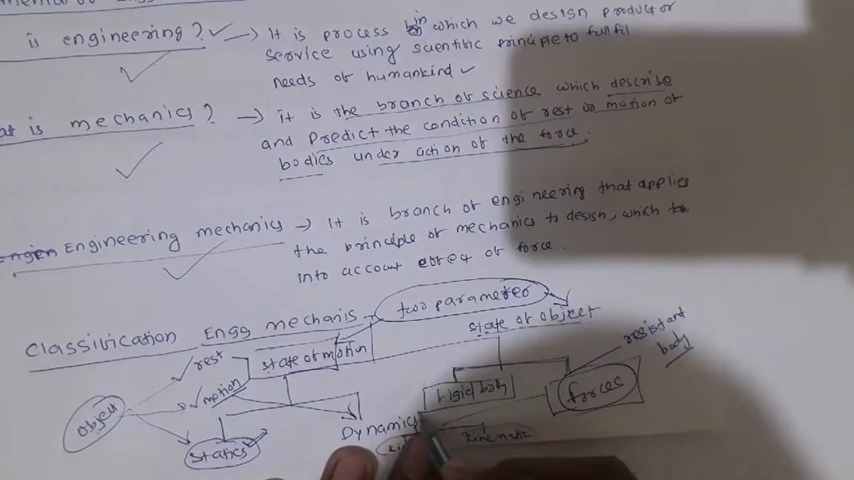 is engineering? → It is process in which we design product or
service using scientific principle to fulfil
needs of humankind
at is mechanics? → it is the branch of science which describe
and Predict the condition of rest or motion of
bodies under action of the force.
Engineering mechanics → It is branch of engineering that applies
the principle of mechanics to design, which
into account effect of force.
classification Engg mechanis
two parameter
state of motion
state of object
rest
motion
object
statics
Dynamics
Kinematic
rigid body
forces
resistant
body